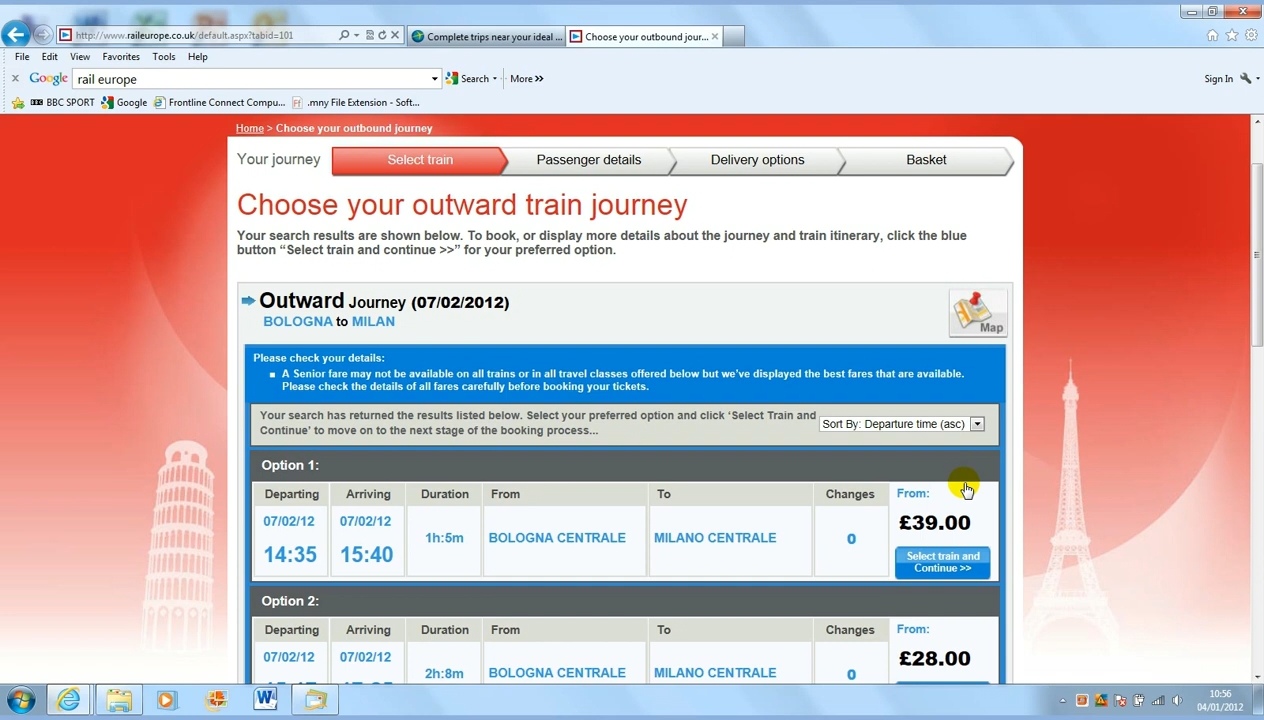 http://www.raileurope.co.uk/default.aspx?tabid=101
Complete trips near your ideal ...
Choose your outbound jour...
File Edit View Favorites Tools Help
Google rail europe Search More >> Sign In
BBC SPORT Google Frontline Connect Compu... .mny File Extension - Soft...
Home > Choose your outbound journey
Your journey Select train Passenger details Delivery options Basket
Choose your outward train journey
Your search results are shown below. To book, or display more details about the journey and train itinerary, click the blue
button “Select train and continue >>” for your preferred option.
Outward Journey (07/02/2012)
BOLOGNA to MILAN
Map
Please check your details:
A Senior fare may not be available on all trains or in all travel classes offered below but we've displayed the best fares that are available.
Please check the details of all fares carefully before booking your tickets.
Your search has returned the results listed below. Select your preferred option and click ‘Select Train and
Continue’ to move on to the next stage of the booking process...
Sort By: Departure time (asc)
Option 1:
Departing Arriving Duration From To Changes From:
07/02/12 07/02/12
14:35 15:40 1h:5m BOLOGNA CENTRALE MILANO CENTRALE 0 £39.00
Select train and
Continue >>
Option 2:
Departing Arriving Duration From To Changes From:
07/02/12 07/02/12
2h:8m BOLOGNA CENTRALE MILANO CENTRALE 0 £28.00
10:56
04/01/2012